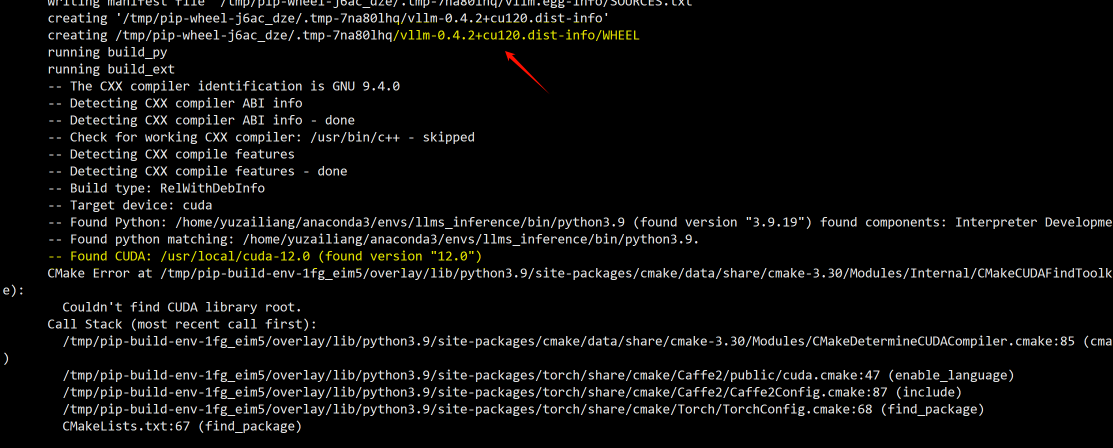 writing manifest file '/tmp/pip-wheel-j6ac_dze/.tmp-7na80lhq/vllm.egg-info/SOURCES.txt'
creating '/tmp/pip-wheel-j6ac_dze/.tmp-7na80lhq/vllm-0.4.2+cu120.dist-info'
creating /tmp/pip-wheel-j6ac_dze/.tmp-7na80lhq/vllm-0.4.2+cu120.dist-info/WHEEL
running build_py
running build_ext
-- The CXX compiler identification is GNU 9.4.0
-- Detecting CXX compiler ABI info
-- Detecting CXX compiler ABI info - done
-- Check for working CXX compiler: /usr/bin/c++ - skipped
-- Detecting CXX compile features
-- Detecting CXX compile features - done
-- Build type: RelWithDebInfo
-- Target device: cuda
-- Found Python: /home/yuzailiang/anaconda3/envs/llms_inference/bin/python3.9 (found version "3.9.19") found components: Interpreter Developme
-- Found python matching: /home/yuzailiang/anaconda3/envs/llms_inference/bin/python3.9.
-- Found CUDA: /usr/local/cuda-12.0 (found version "12.0")
CMake Error at /tmp/pip-build-env-1fg_eim5/overlay/lib/python3.9/site-packages/cmake/data/share/cmake-3.30/Modules/Internal/CMakeCUDAFindToolk
e):
Couldn't find CUDA library root.
Call Stack (most recent call first):
/tmp/pip-build-env-1fg_eim5/overlay/lib/python3.9/site-packages/cmake/data/share/cmake-3.30/Modules/CMakeDetermineCUDACompiler.cmake:85 (cma
)
/tmp/pip-build-env-1fg_eim5/overlay/lib/python3.9/site-packages/torch/share/cmake/Caffe2/public/cuda.cmake:47 (enable_language)
/tmp/pip-build-env-1fg_eim5/overlay/lib/python3.9/site-packages/torch/share/cmake/Caffe2/Caffe2Config.cmake:87 (include)
/tmp/pip-build-env-1fg_eim5/overlay/lib/python3.9/site-packages/torch/share/cmake/Torch/TorchConfig.cmake:68 (find_package)
CMakeLists.txt:67 (find_package)